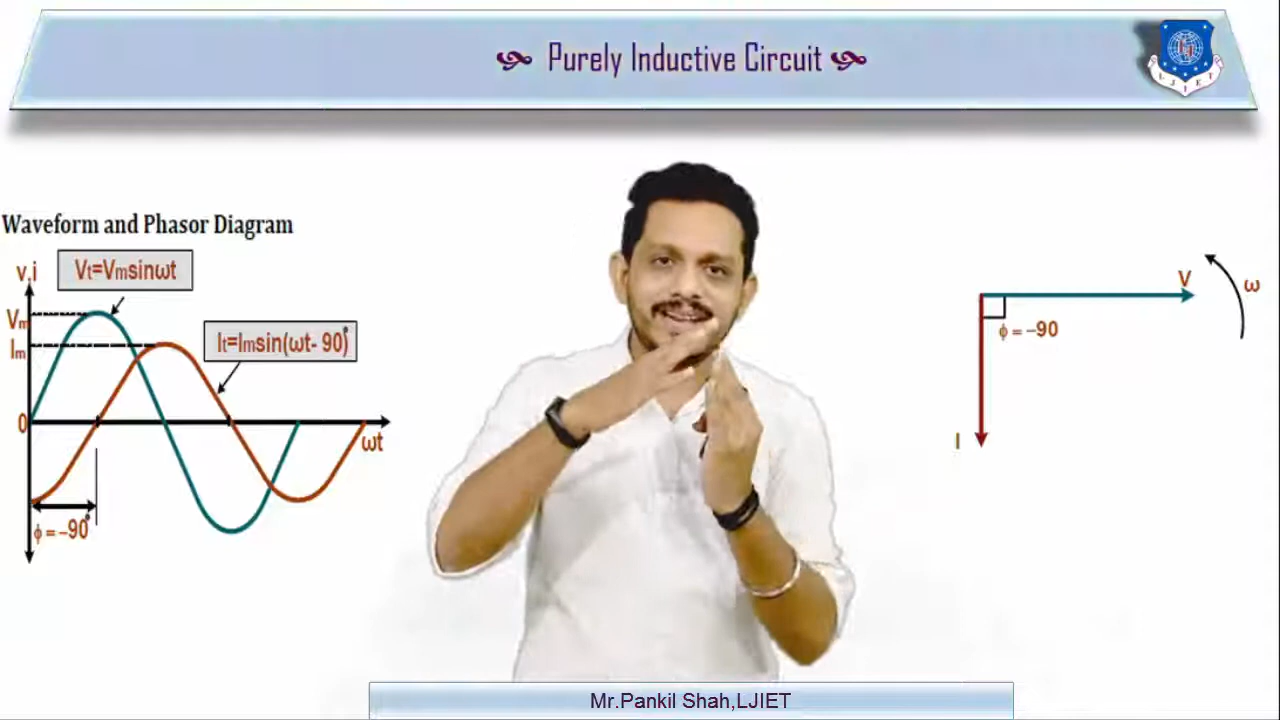 Purely Inductive Circuit
LJIET
Waveform and Phasor Diagram
v,i
Vt=Vmsinωt
Vm
Im
It=Imsin(ωt- 90°)
0
ωt
ϕ = –90°
V
ω
ϕ = –90
I
Mr.Pankil Shah,LJIET